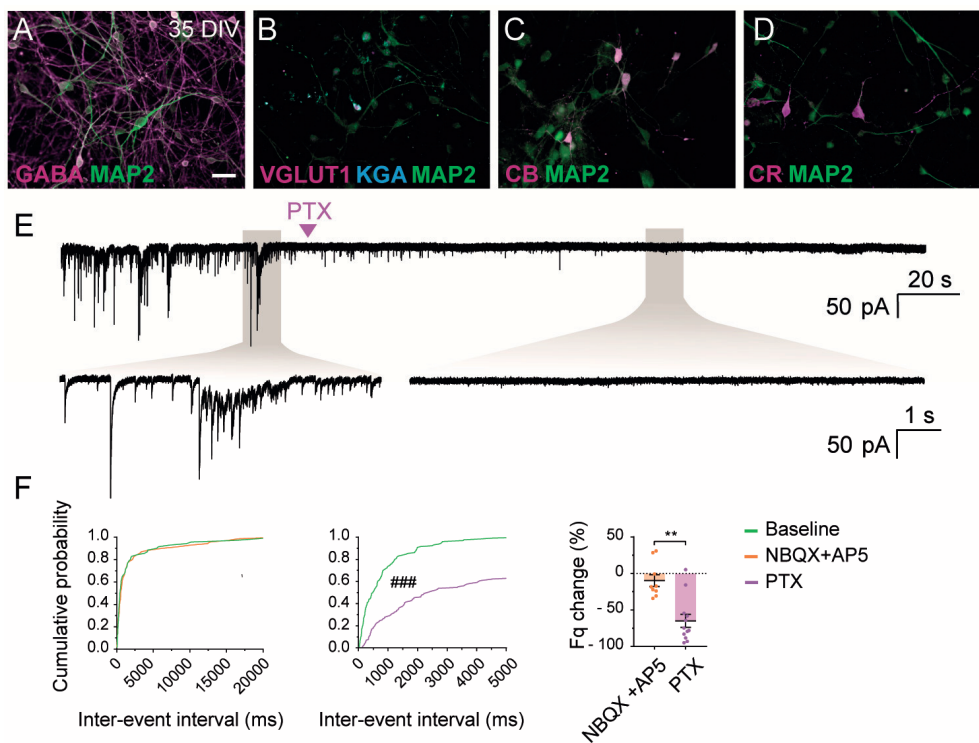 A
35 DIV
GABA MAP2
B
VGLUT1 KGA MAP2
C
CB MAP2
D
CR MAP2
E
PTX
20 s
50 pA
1 s
50 pA
F
Cumulative probability
1.0
0.8
0.6
0.4
0.2
0.0
0
5000
10000
15000
20000
Inter-event interval (ms)
1.0
0.8
0.6
0.4
0.2
0.0
###
0
1000
2000
3000
4000
5000
Inter-event interval (ms)
Fq change (%)
50
0
- 50
- 100
**
NBQX +AP5
PTX
Baseline
NBQX+AP5
PTX